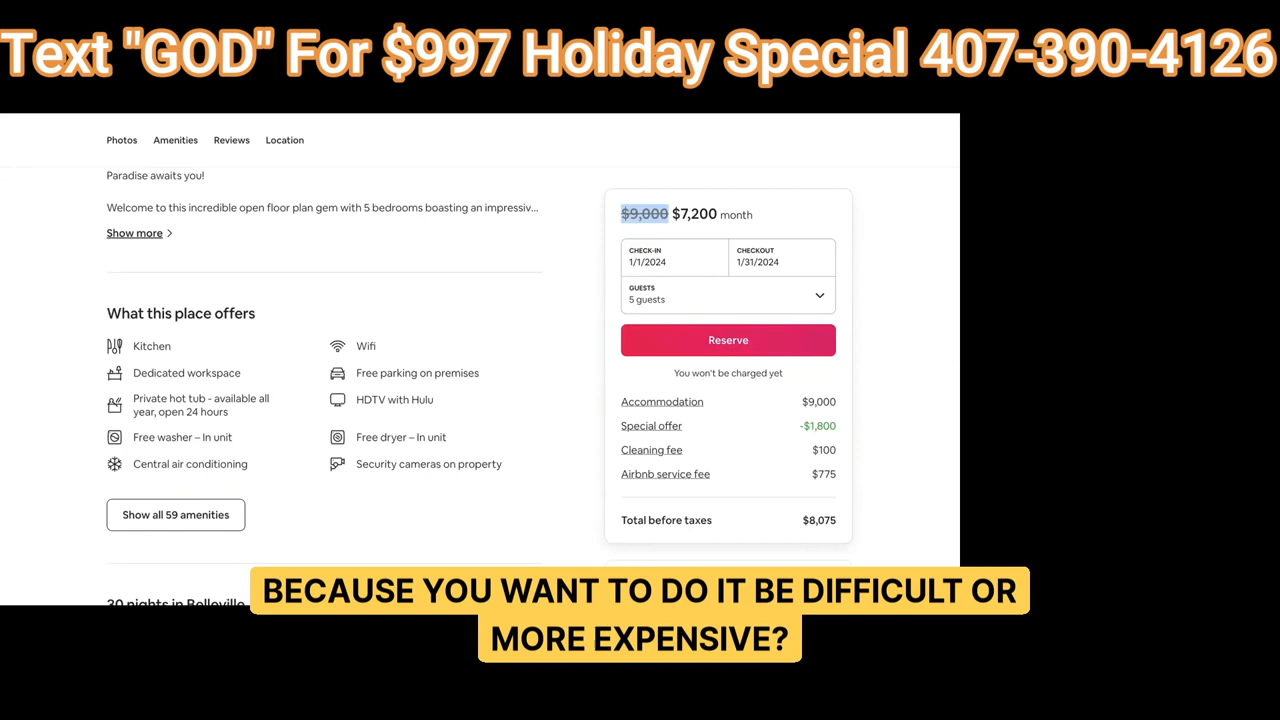 Text "GOD" For $997 Holiday Special 407-390-4126
Photos Amenities Reviews Location
Paradise awaits you!
Welcome to this incredible open floor plan gem with 5 bedrooms boasting an impressiv...
Show more
What this place offers
Kitchen
Wifi
Dedicated workspace
Free parking on premises
Private hot tub - available all
year, open 24 hours
HDTV with Hulu
Free washer – In unit
Free dryer – In unit
Central air conditioning
Security cameras on property
Show all 59 amenities
30 nights in Belleville
$9,000 $7,200 month
CHECK-IN
1/1/2024
CHECKOUT
1/31/2024
GUESTS
5 guests
Reserve
You won't be charged yet
Accommodation $9,000
Special offer -$1,800
Cleaning fee $100
Airbnb service fee $775
Total before taxes $8,075
BECAUSE YOU WANT TO DO IT BE DIFFICULT OR
MORE EXPENSIVE?